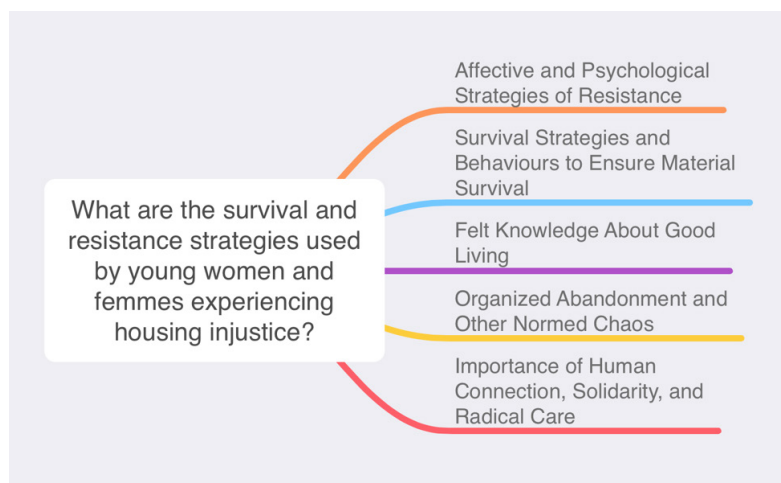 What are the survival and
resistance strategies used
by young women and
femmes experiencing
housing injustice?
Affective and Psychological
Strategies of Resistance
Survival Strategies and
Behaviours to Ensure Material
Survival
Felt Knowledge About Good
Living
Organized Abandonment and
Other Normed Chaos
Importance of Human
Connection, Solidarity, and
Radical Care